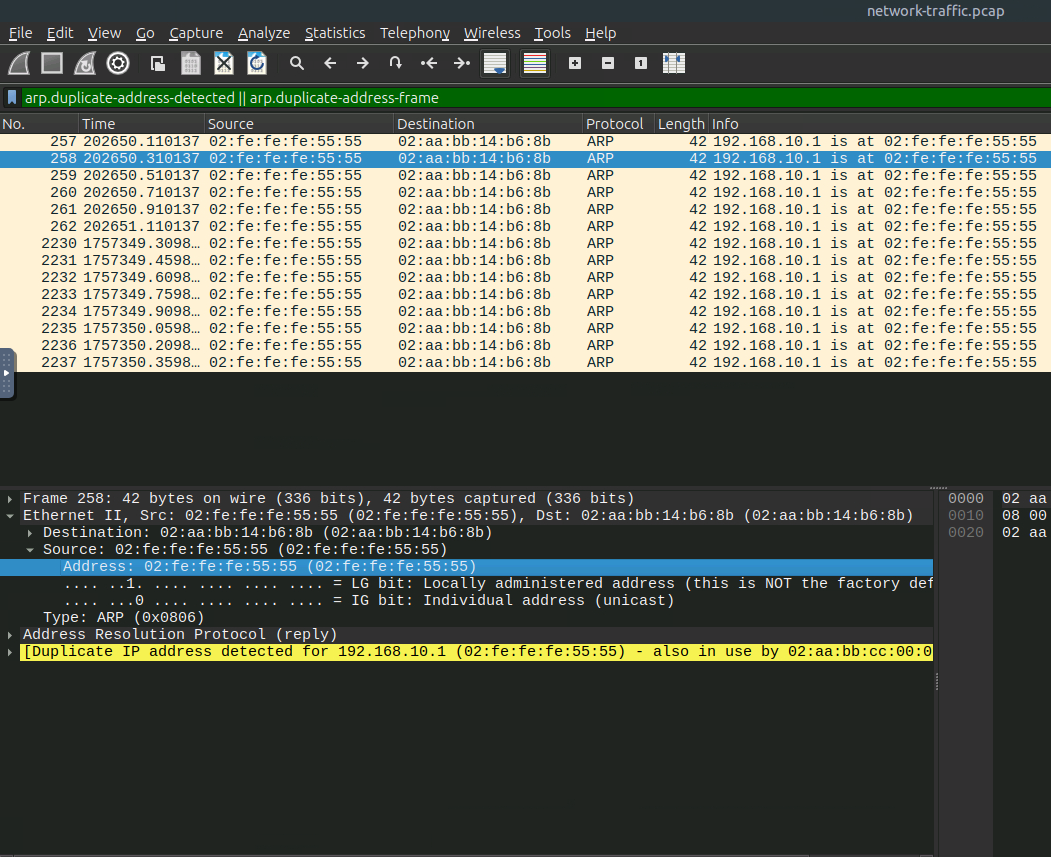 network-traffic.pcap
File Edit View Go Capture Analyze Statistics Telephony Wireless Tools Help
arp.duplicate-address-detected || arp.duplicate-address-frame
No. Time Source Destination Protocol Length Info
257 202650.110137 02:fe:fe:fe:55:55 02:aa:bb:14:b6:8b ARP 42 192.168.10.1 is at 02:fe:fe:fe:55:55
258 202650.310137 02:fe:fe:fe:55:55 02:aa:bb:14:b6:8b ARP 42 192.168.10.1 is at 02:fe:fe:fe:55:55
259 202650.510137 02:fe:fe:fe:55:55 02:aa:bb:14:b6:8b ARP 42 192.168.10.1 is at 02:fe:fe:fe:55:55
260 202650.710137 02:fe:fe:fe:55:55 02:aa:bb:14:b6:8b ARP 42 192.168.10.1 is at 02:fe:fe:fe:55:55
261 202650.910137 02:fe:fe:fe:55:55 02:aa:bb:14:b6:8b ARP 42 192.168.10.1 is at 02:fe:fe:fe:55:55
262 202651.110137 02:fe:fe:fe:55:55 02:aa:bb:14:b6:8b ARP 42 192.168.10.1 is at 02:fe:fe:fe:55:55
2230 1757349.3098… 02:fe:fe:fe:55:55 02:aa:bb:14:b6:8b ARP 42 192.168.10.1 is at 02:fe:fe:fe:55:55
2231 1757349.4598… 02:fe:fe:fe:55:55 02:aa:bb:14:b6:8b ARP 42 192.168.10.1 is at 02:fe:fe:fe:55:55
2232 1757349.6098… 02:fe:fe:fe:55:55 02:aa:bb:14:b6:8b ARP 42 192.168.10.1 is at 02:fe:fe:fe:55:55
2233 1757349.7598… 02:fe:fe:fe:55:55 02:aa:bb:14:b6:8b ARP 42 192.168.10.1 is at 02:fe:fe:fe:55:55
2234 1757349.9098… 02:fe:fe:fe:55:55 02:aa:bb:14:b6:8b ARP 42 192.168.10.1 is at 02:fe:fe:fe:55:55
2235 1757350.0598… 02:fe:fe:fe:55:55 02:aa:bb:14:b6:8b ARP 42 192.168.10.1 is at 02:fe:fe:fe:55:55
2236 1757350.2098… 02:fe:fe:fe:55:55 02:aa:bb:14:b6:8b ARP 42 192.168.10.1 is at 02:fe:fe:fe:55:55
2237 1757350.3598… 02:fe:fe:fe:55:55 02:aa:bb:14:b6:8b ARP 42 192.168.10.1 is at 02:fe:fe:fe:55:55
Frame 258: 42 bytes on wire (336 bits), 42 bytes captured (336 bits)
Ethernet II, Src: 02:fe:fe:fe:55:55 (02:fe:fe:fe:55:55), Dst: 02:aa:bb:14:b6:8b (02:aa:bb:14:b6:8b)
Destination: 02:aa:bb:14:b6:8b (02:aa:bb:14:b6:8b)
Source: 02:fe:fe:fe:55:55 (02:fe:fe:fe:55:55)
Address: 02:fe:fe:fe:55:55 (02:fe:fe:fe:55:55)
.... ..1. .... .... .... .... = LG bit: Locally administered address (this is NOT the factory def
.... ...0 .... .... .... .... = IG bit: Individual address (unicast)
Type: ARP (0x0806)
Address Resolution Protocol (reply)
[Duplicate IP address detected for 192.168.10.1 (02:fe:fe:fe:55:55) - also in use by 02:aa:bb:cc:00:0
0000 02 aa
0010 08 00
0020 02 aa